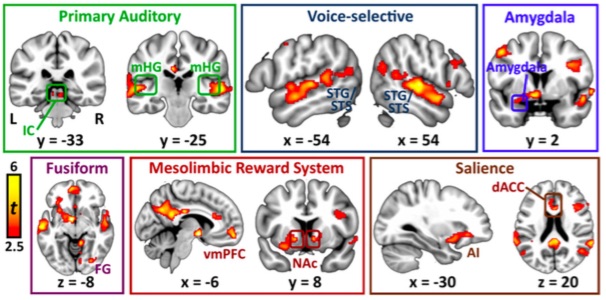 Primary Auditory
mHG mHG
L R
IC
y = -33 y = -25
Voice-selective
STG/ STS STG/ STS
x = -54 x = 54
Amygdala
Amygdala
y = 2
6
t
2.5
Fusiform
FG
z = -8
Mesolimbic Reward System
vmPFC NAc
x = -6 y = 8
Salience
dACC
AI
x = -30 z = 20